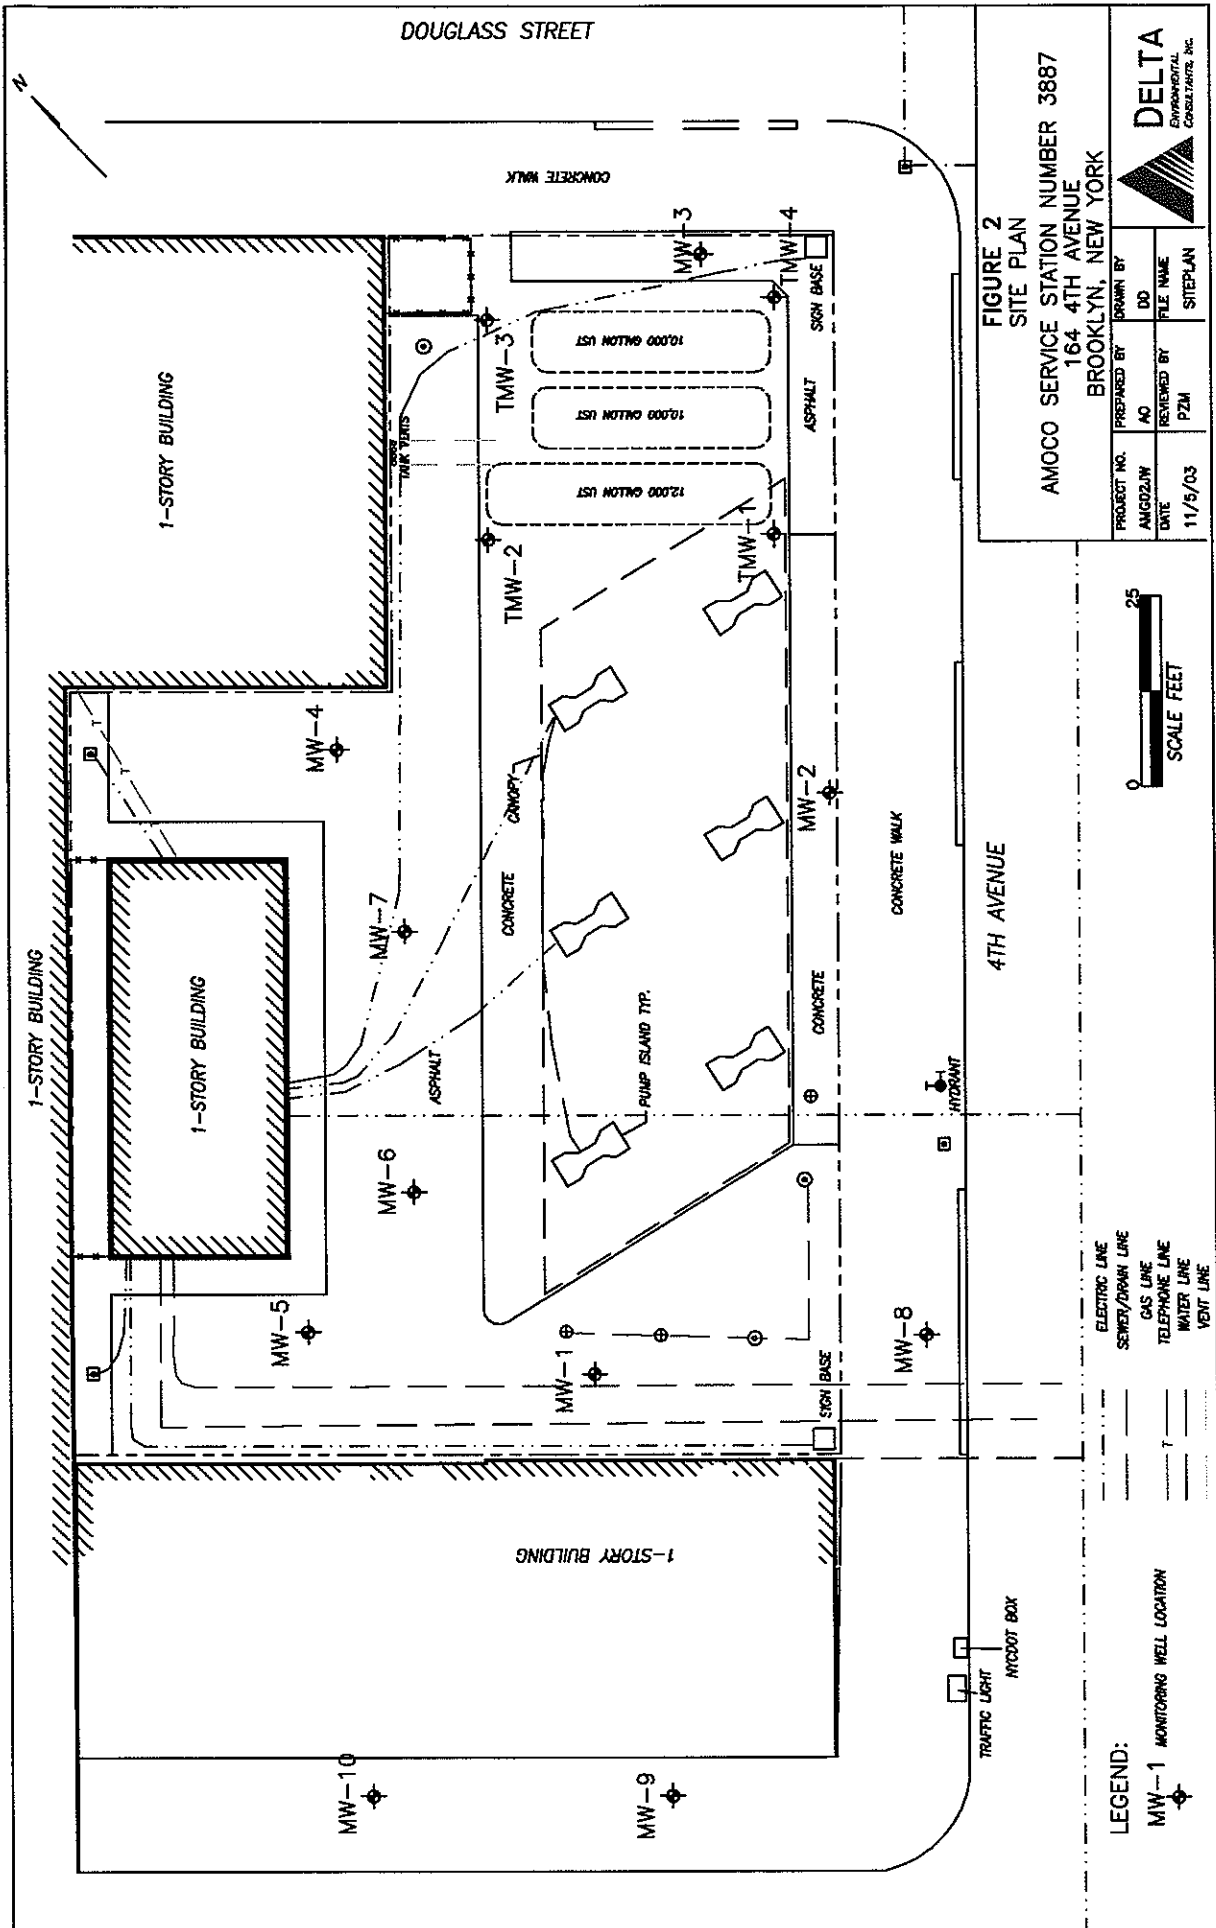 DOUGLASS STREET
N
CONCRETE WALK
1-STORY BUILDING
1-STORY BUILDING
1-STORY BUILDING
1-STORY BUILDING
TANK VENTS
MW-3
TMW-4
TMW-3
SIGN BASE
10,000 GALLON UST
10,000 GALLON UST
12,000 GALLON UST
ASPHALT
TMW-2
TMW-1
MW-4
T
T
CANOPY
CONCRETE
MW-2
MW-7
CONCRETE WALK
4TH AVENUE
ASPHALT
PUMP ISLAND TYP.
CONCRETE
HYDRANT
MW-6
MW-5
MW-1
SIGN BASE
MW-8
TRAFFIC LIGHT
NYCDOT BOX
MW-10
MW-9
LEGEND:
MW-1 MONITORING WELL LOCATION
ELECTRIC LINE
SEWER/DRAIN LINE
GAS LINE
T
TELEPHONE LINE
WATER LINE
VENT LINE
0 25
SCALE FEET
FIGURE 2
SITE PLAN
AMOCO SERVICE STATION NUMBER 3887
164 4TH AVENUE
BROOKLYN, NEW YORK
PROJECT NO.
AMG02JW
PREPARED BY
AO
DRAWN BY
DD
DATE
11/5/03
REVIEWED BY
PZM
FILE NAME
SITEPLAN
DELTA
ENVIRONMENTAL
CONSULTANTS, INC.